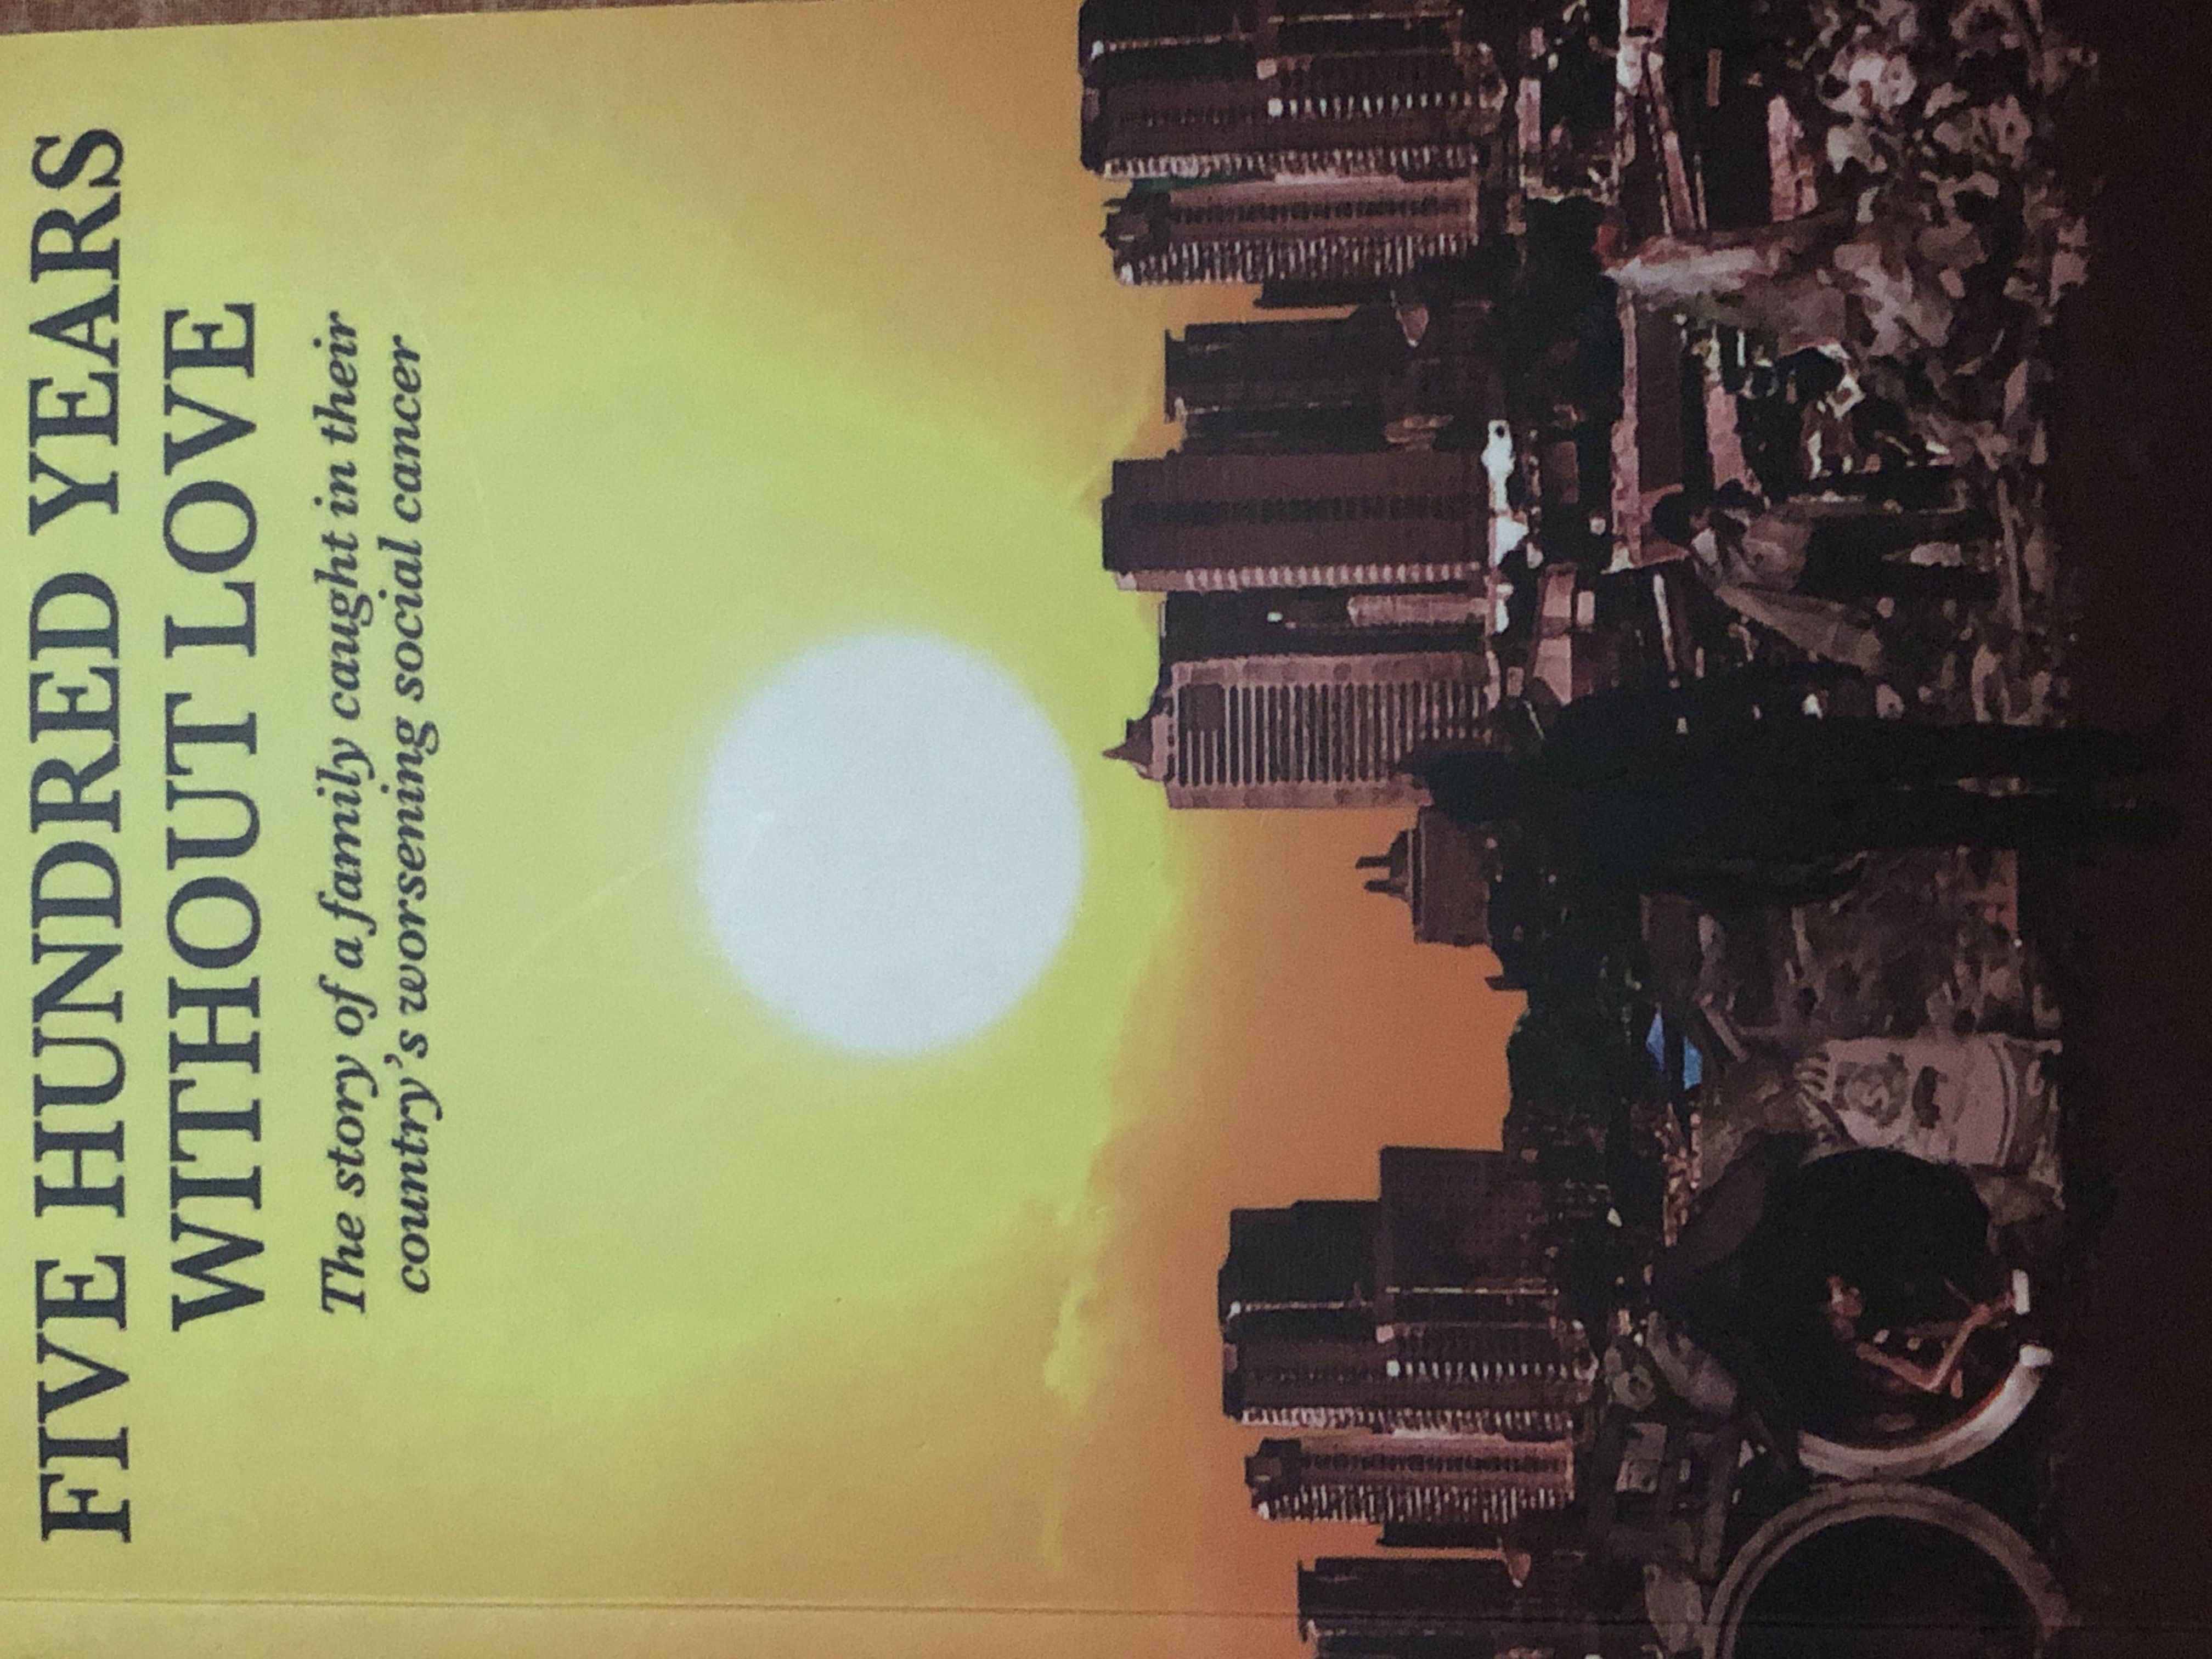 FIVE HUNDRED YEARS
WITHOUT LOVE
The story of a family caught in their
country's worsening social cancer